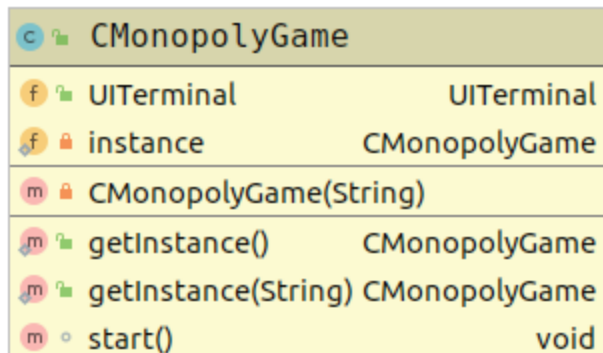 C CMonopolyGame
f UITerminal UITerminal
f instance CMonopolyGame
m CMonopolyGame(String)
m getInstance() CMonopolyGame
m getInstance(String) CMonopolyGame
m start() void